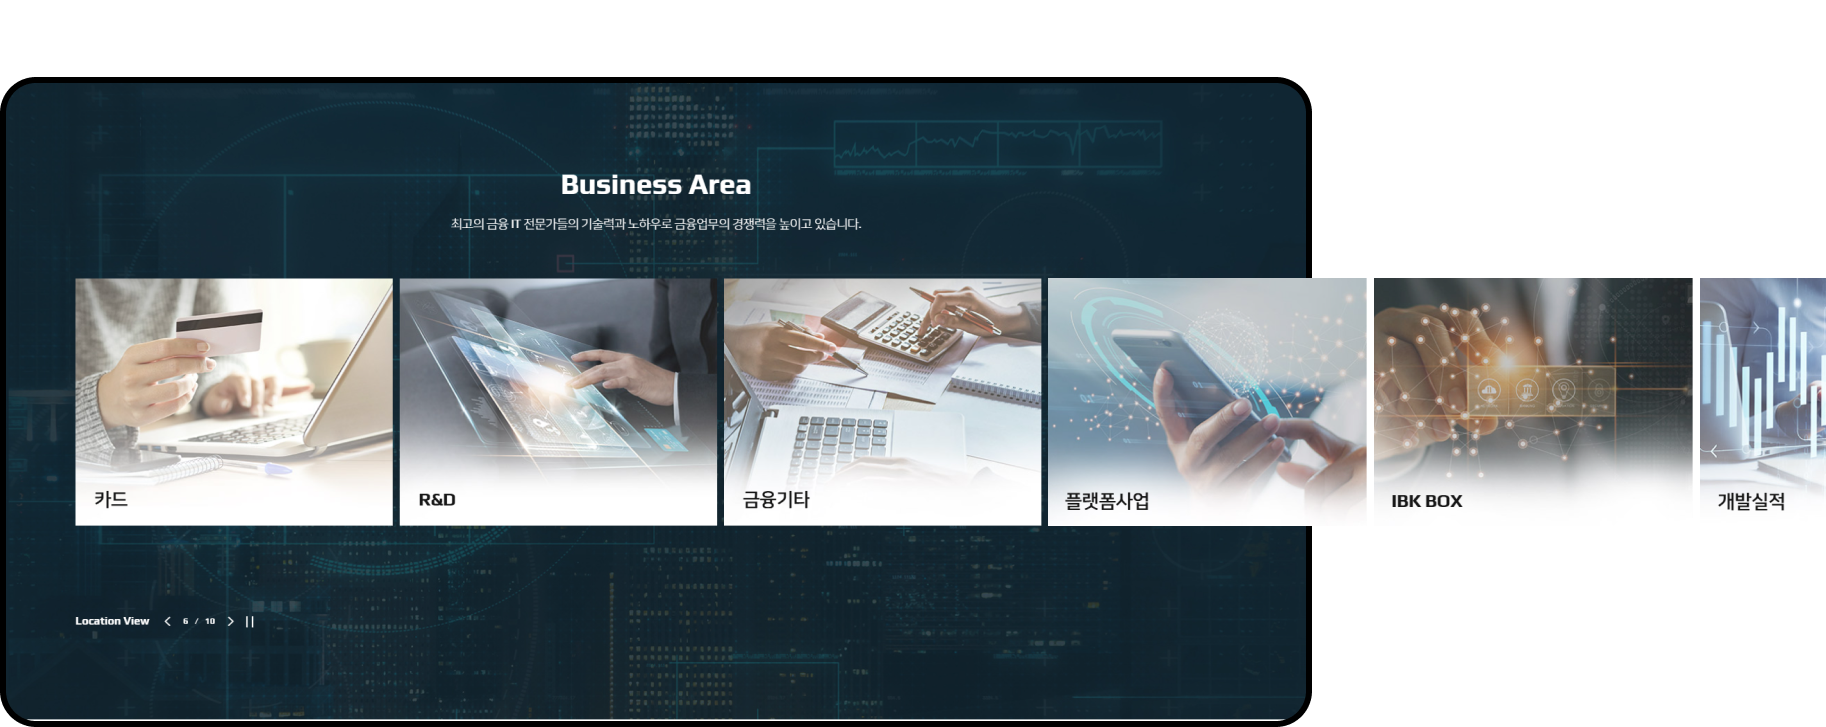 Business Area
최고의 금융 IT 전문가들의 기술력과 노하우로 금융업무의 경쟁력을 높이고 있습니다.
카드
R&D
금융기타
플랫폼사업
IBK BOX
개발실적
Location View < 6 / 10 > ||